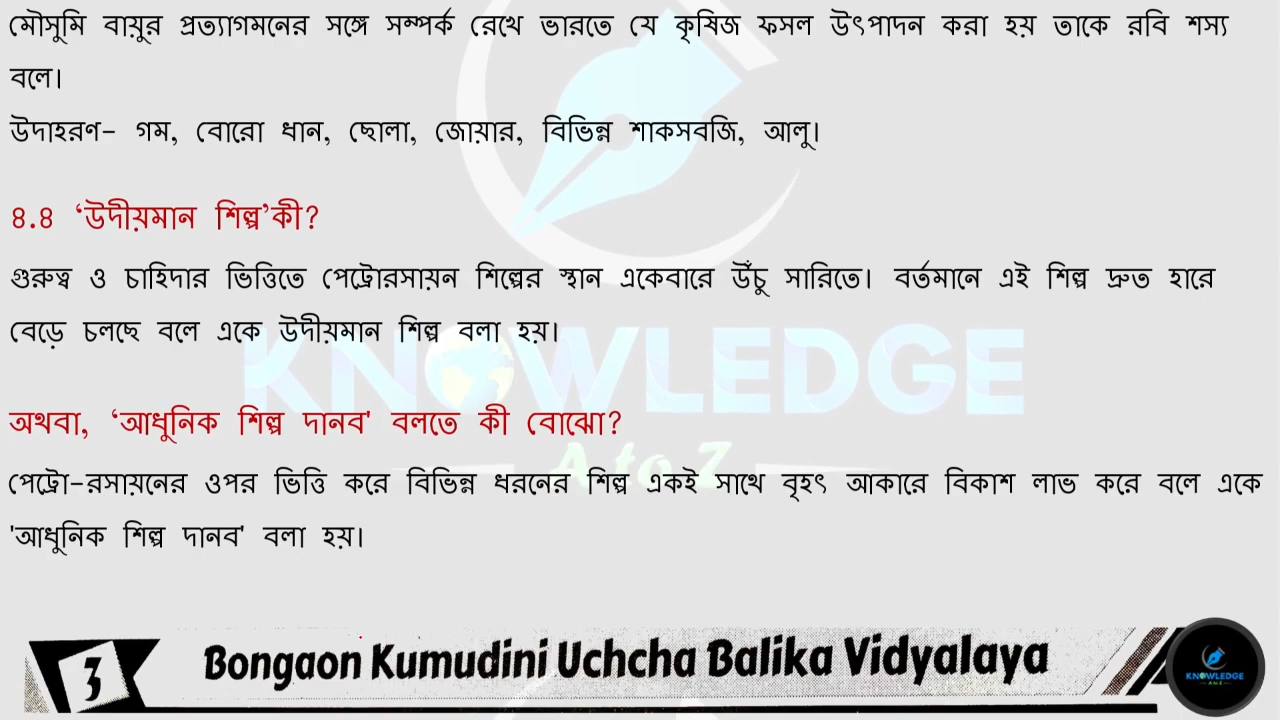 মৌসুমি বায়ুর প্রত্যাগমনের সঙ্গে সম্পর্ক রেখে ভারতে যে কৃষিজ ফসল উৎপাদন করা হয় তাকে রবি শস্য
বলে।
উদাহরণ– গম, বোরো ধান, ছোলা, জোয়ার, বিভিন্ন শাকসবজি, আলু।
৪.৪ ‘উদীয়মান শিল্প’কী?
গুরুত্ব ও চাহিদার ভিত্তিতে পেট্রোরসায়ন শিল্পের স্থান একেবারে উঁচু সারিতে। বর্তমানে এই শিল্প দ্রুত হারে
বেড়ে চলছে বলে একে উদীয়মান শিল্প বলা হয়।
KNOWLEDGE
অথবা, ‘আধুনিক শিল্প দানব' বলতে কী বোঝো?
A to Z
পেট্রো–রসায়নের ওপর ভিত্তি করে বিভিন্ন ধরনের শিল্প একই সাথে বৃহৎ আকারে বিকাশ লাভ করে বলে একে
'আধুনিক শিল্প দানব' বলা হয়।
3 Bongaon Kumudini Uchcha Balika Vidyalaya
KNOWLEDGE
A to Z